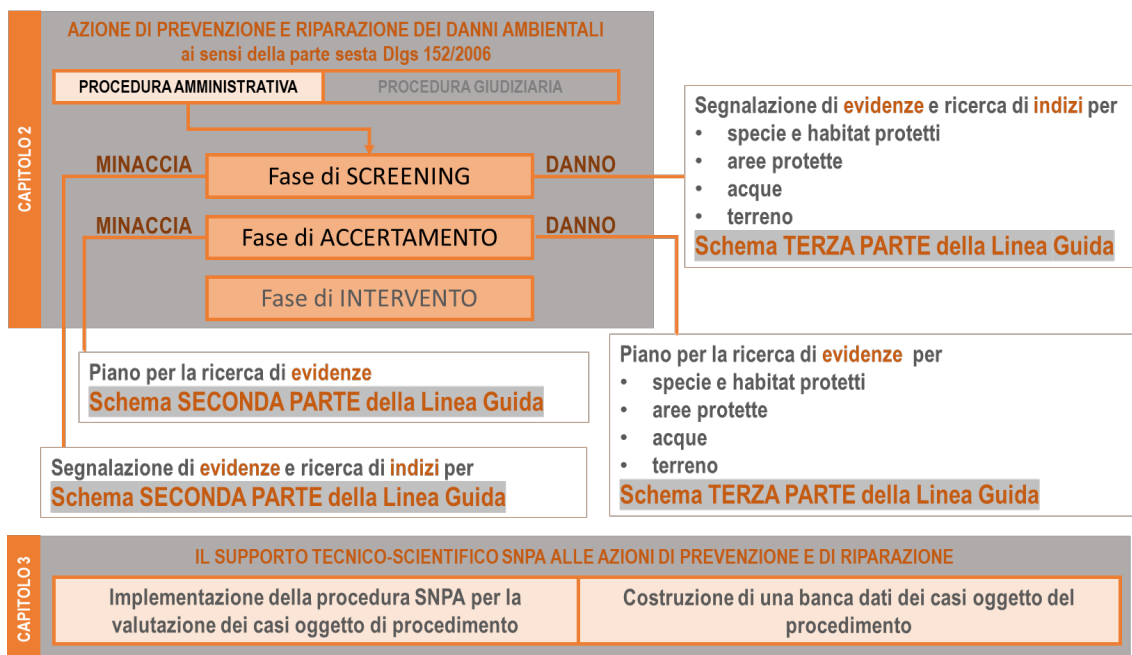 CAPITOLO 2
AZIONE DI PREVENZIONE E RIPARAZIONE DEI DANNI AMBIENTALI
ai sensi della parte sesta Dlgs 152/2006
PROCEDURA AMMINISTRATIVA
PROCEDURA GIUDIZIARIA
MINACCIA
Fase di SCREENING
DANNO
MINACCIA
Fase di ACCERTAMENTO
DANNO
Fase di INTERVENTO
Segnalazione di evidenze e ricerca di indizi per
• specie e habitat protetti
• aree protette
• acque
• terreno
Schema TERZA PARTE della Linea Guida
Piano per la ricerca di evidenze per
• specie e habitat protetti
• aree protette
• acque
• terreno
Schema TERZA PARTE della Linea Guida
Piano per la ricerca di evidenze
Schema SECONDA PARTE della Linea Guida
Segnalazione di evidenze e ricerca di indizi per
Schema SECONDA PARTE della Linea Guida
CAPITOLO 3
IL SUPPORTO TECNICO-SCIENTIFICO SNPA ALLE AZIONI DI PREVENZIONE E DI RIPARAZIONE
Implementazione della procedura SNPA per la
valutazione dei casi oggetto di procedimento
Costruzione di una banca dati dei casi oggetto del
procedimento